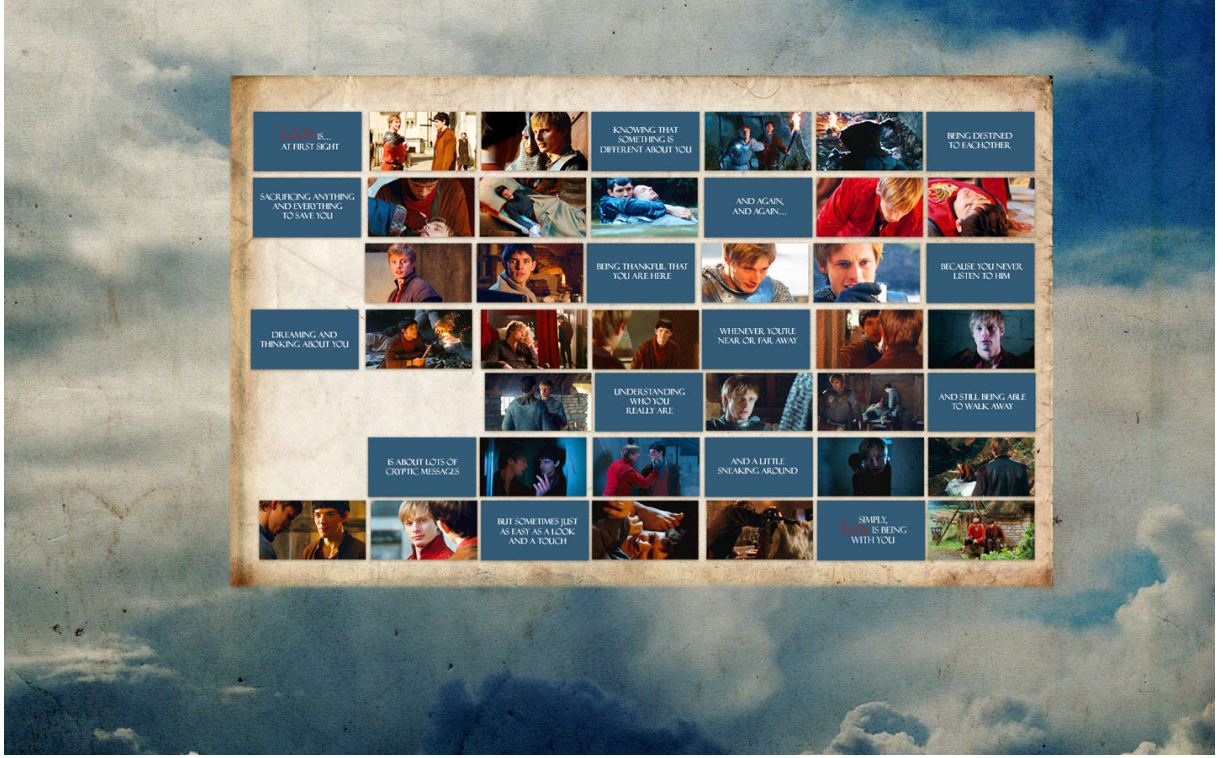 LOVE IS...
AT FIRST SIGHT
KNOWING THAT
SOMETHING IS
DIFFERENT ABOUT YOU
BEING DESTINED
TO EACHOTHER
SACRIFICING ANYTHING
AND EVERYTHING
TO SAVE YOU
AND AGAIN,
AND AGAIN...
BEING THANKFUL THAT
YOU ARE HERE
BECAUSE YOU NEVER
LISTEN TO HIM
DREAMING AND
THINKING ABOUT YOU
WHENEVER YOU'RE
NEAR OR FAR AWAY
UNDERSTANDING
WHO YOU
REALLY ARE
AND STILL BEING ABLE
TO WALK AWAY
IS ABOUT LOTS OF
CRYPTIC MESSAGES
AND A LITTLE
SNEAKING AROUND
BUT SOMETIMES JUST
AS EASY AS A LOOK
AND A TOUCH
SIMPLY,
LOVE IS BEING
WITH YOU